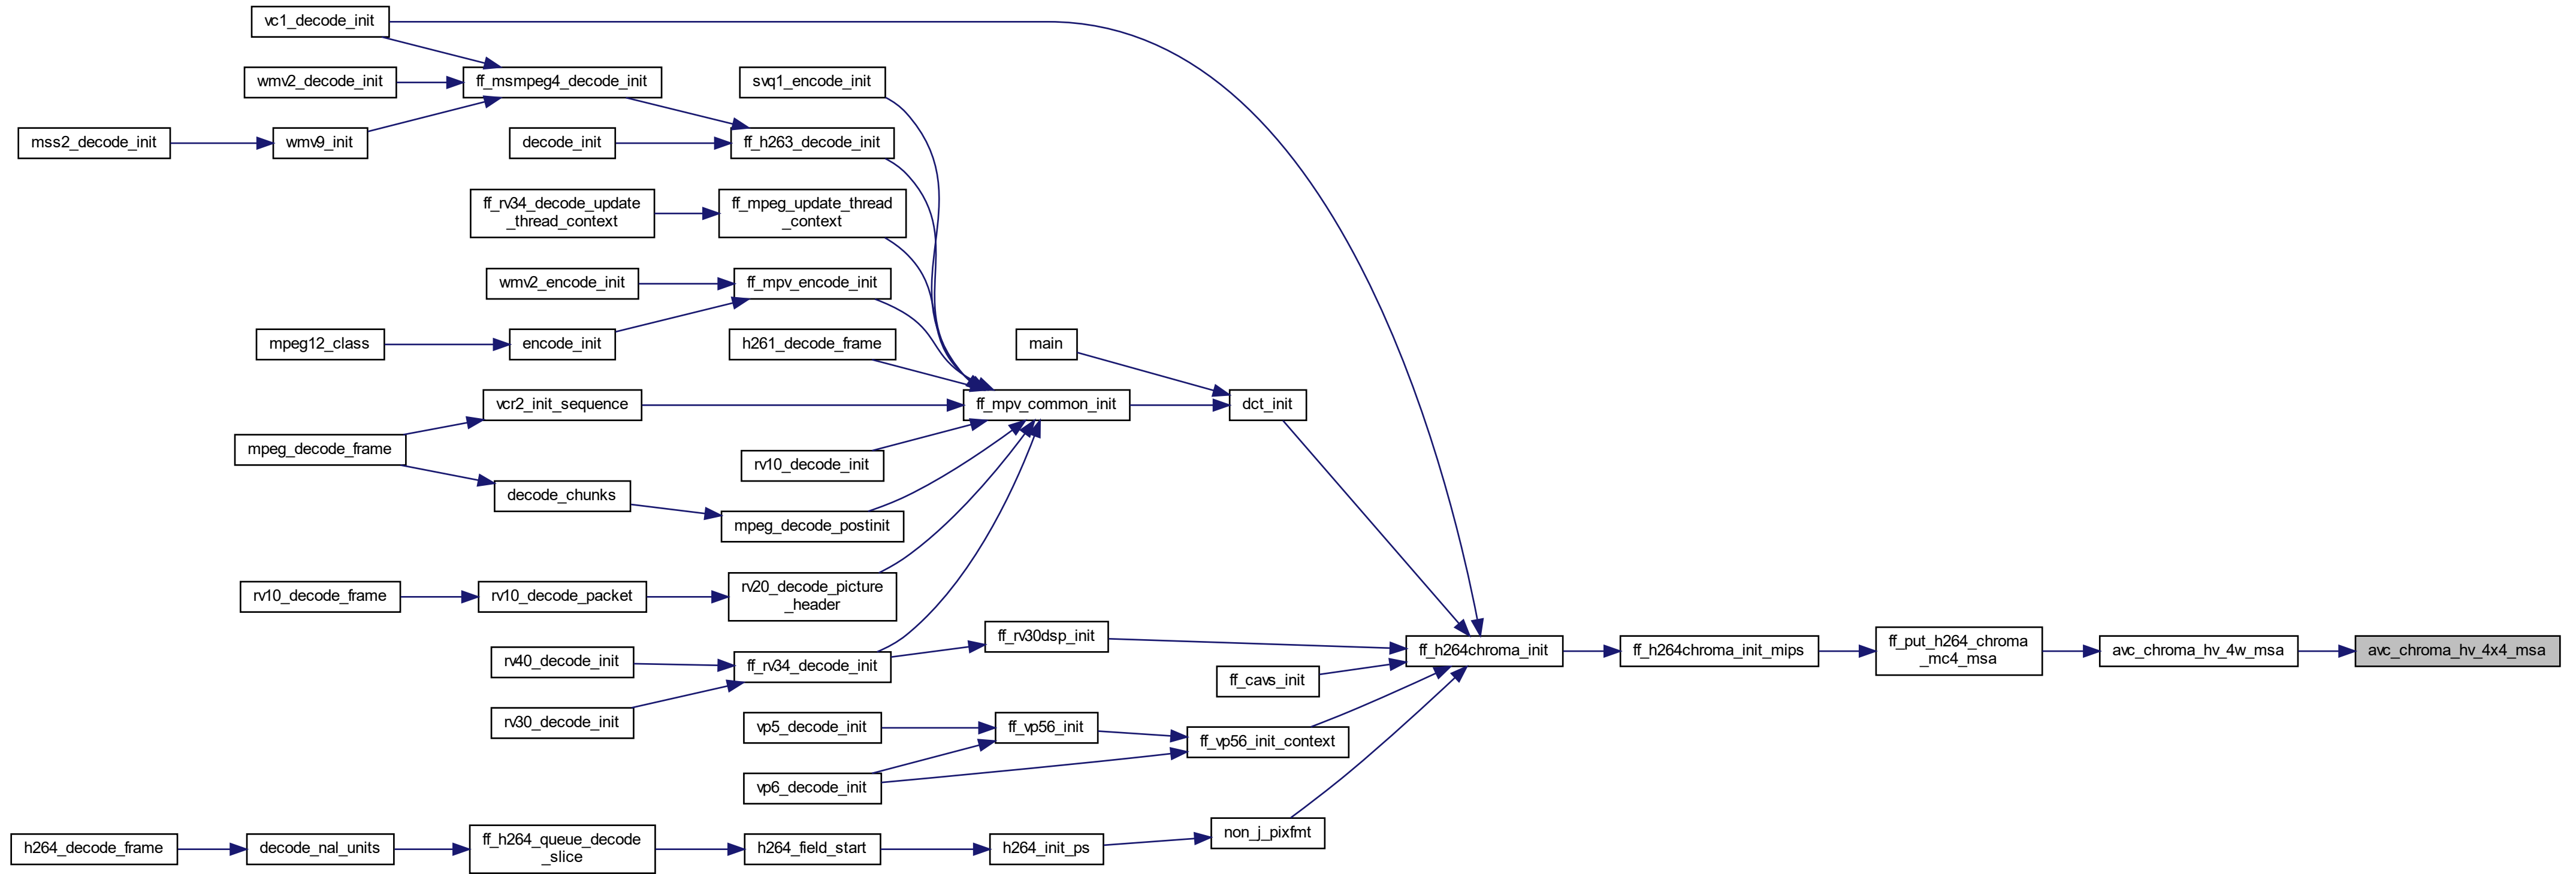 vc1_decode_init
wmv2_decode_init
ff_msmpeg4_decode_init
svq1_encode_init
mss2_decode_init
wmv9_init
decode_init
ff_h263_decode_init
ff_rv34_decode_update
_thread_context
ff_mpeg_update_thread
_context
wmv2_encode_init
ff_mpv_encode_init
mpeg12_class
encode_init
h261_decode_frame
main
vcr2_init_sequence
ff_mpv_common_init
dct_init
mpeg_decode_frame
rv10_decode_init
decode_chunks
mpeg_decode_postinit
rv10_decode_frame
rv10_decode_packet
rv20_decode_picture
_header
ff_rv30dsp_init
rv40_decode_init
ff_rv34_decode_init
ff_h264chroma_init
ff_h264chroma_init_mips
ff_put_h264_chroma
_mc4_msa
avc_chroma_hv_4w_msa
avc_chroma_hv_4x4_msa
ff_cavs_init
rv30_decode_init
vp5_decode_init
ff_vp56_init
ff_vp56_init_context
vp6_decode_init
non_j_pixfmt
h264_decode_frame
decode_nal_units
ff_h264_queue_decode
_slice
h264_field_start
h264_init_ps